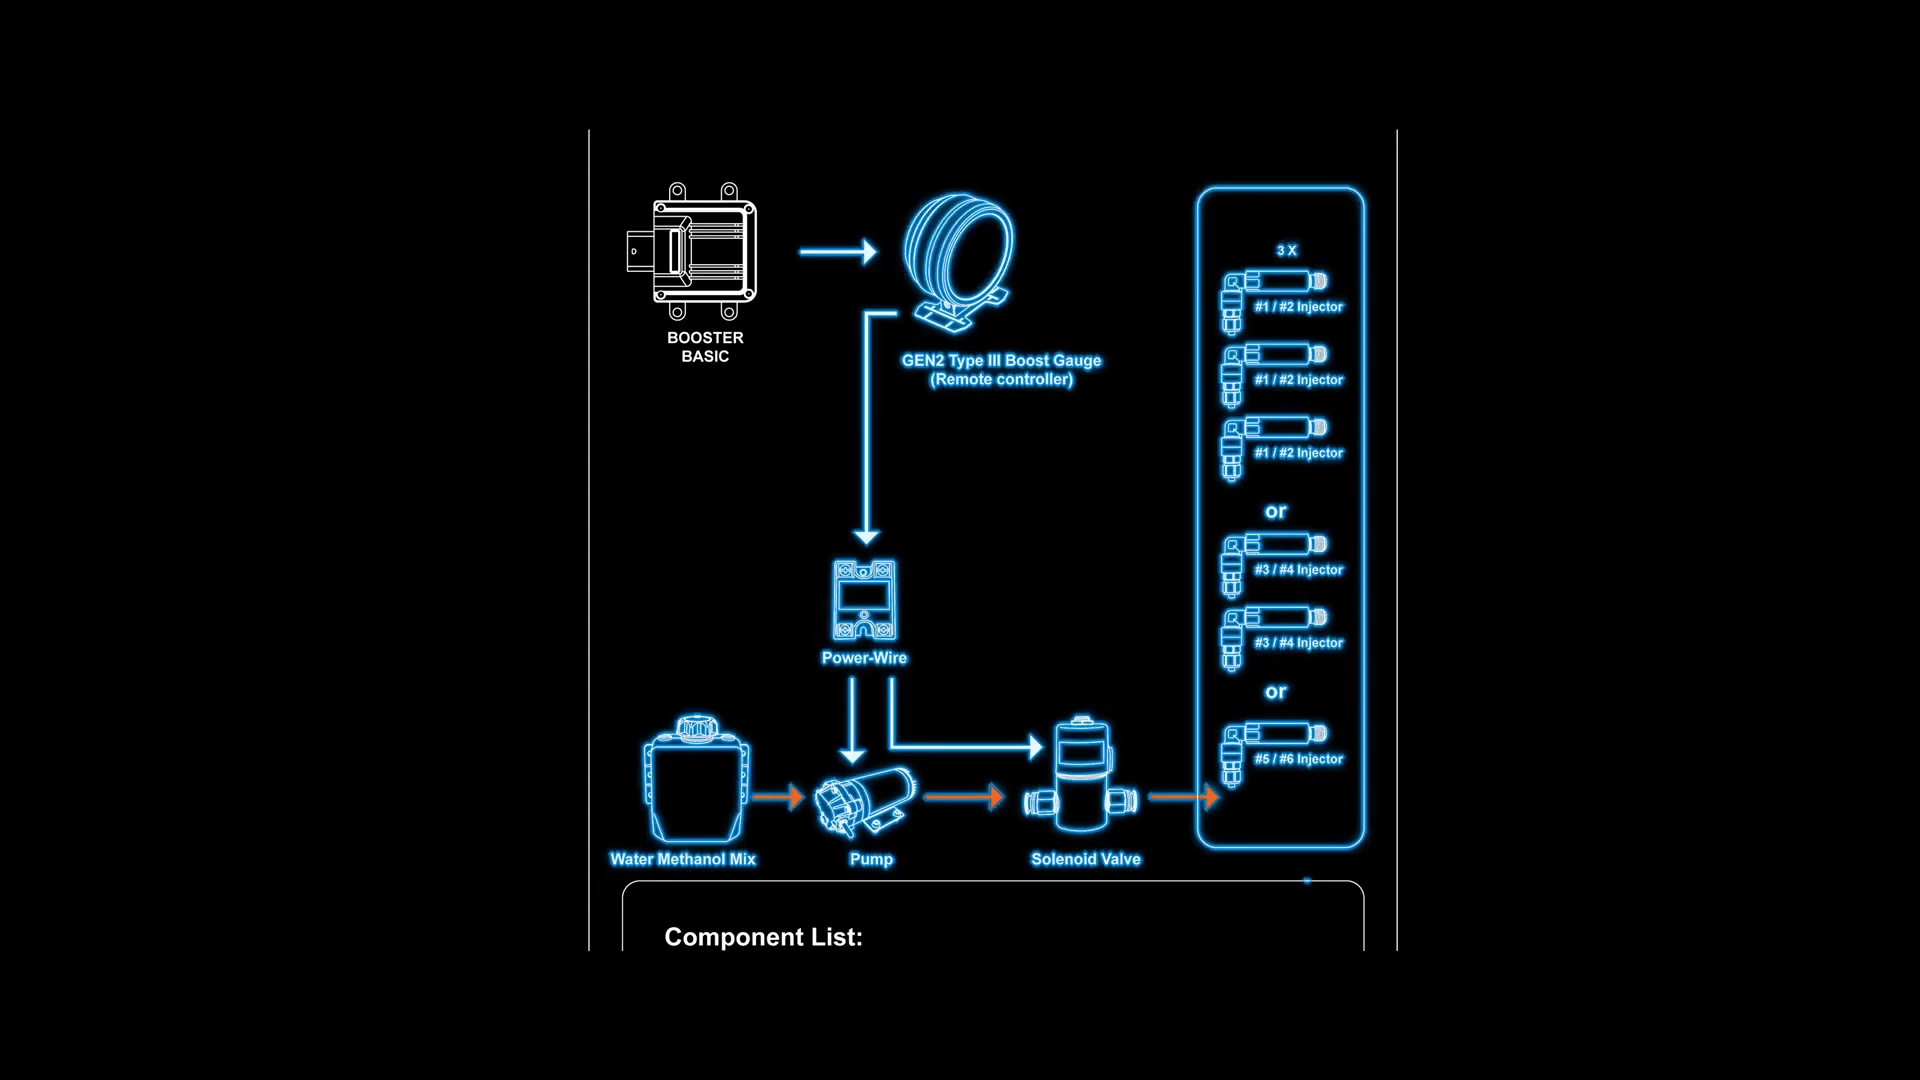 BOOSTER
BASIC
GEN2 Type III Boost Gauge
(Remote controller)
3 X
#1 / #2 Injector
#1 / #2 Injector
#1 / #2 Injector
or
#3 / #4 Injector
#3 / #4 Injector
or
#5 / #6 Injector
Power-Wire
Water Methanol Mix
Pump
Solenoid Valve
Component List: